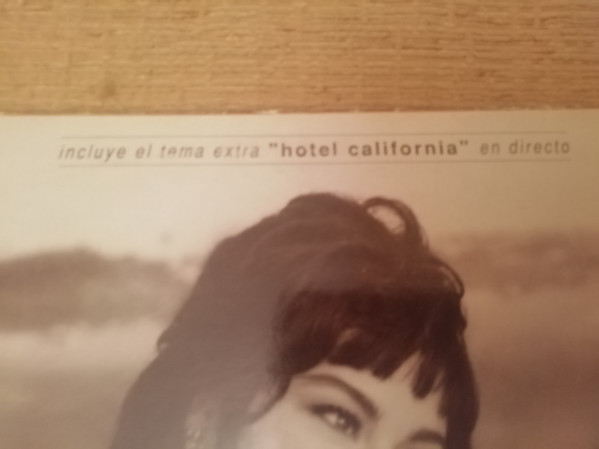 incluye el tema extra "hotel california" en directo